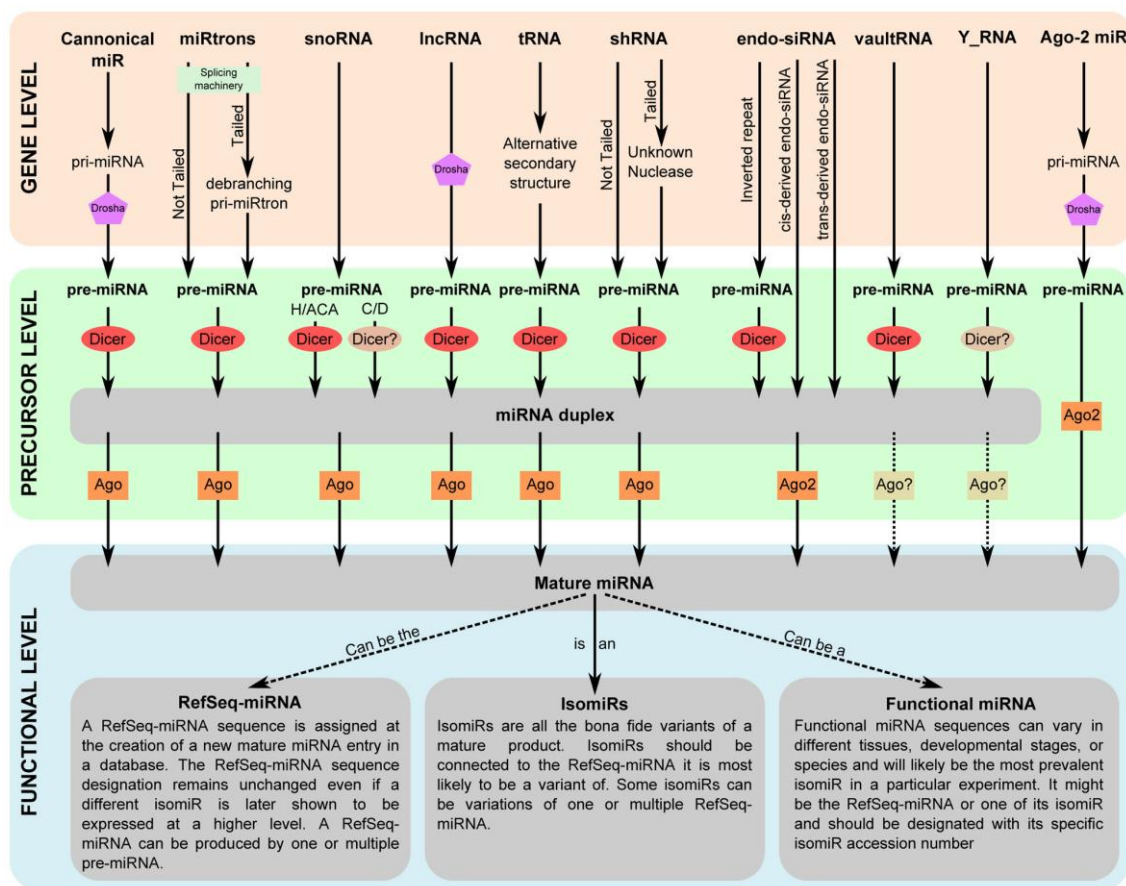 GENE LEVEL
Cannonical
miR
miRtrons
snoRNA
lncRNA
tRNA
shRNA
endo-siRNA
vaultRNA
Y_RNA
Ago-2 miR
Splicing
machinery
Not Tailed
Tailed
pri-miRNA
Drosha
debranching
pri-miRtron
Drosha
Alternative
secondary
structure
Not Tailed
Tailed
Unknown
Nuclease
Inverted repeat
cis-derived endo-siRNA
trans-derived endo-siRNA
pri-miRNA
Drosha
PRECURSOR LEVEL
pre-miRNA
pre-miRNA
pre-miRNA
pre-miRNA
pre-miRNA
pre-miRNA
pre-miRNA
pre-miRNA
pre-miRNA
pre-miRNA
H/ACA
C/D
Dicer
Dicer
Dicer
Dicer?
Dicer
Dicer
Dicer
Dicer
Dicer
Dicer?
miRNA duplex
Ago2
Ago
Ago
Ago
Ago
Ago
Ago
Ago2
Ago?
Ago?
FUNCTIONAL LEVEL
Mature miRNA
Can be the
is an
Can be a
RefSeq-miRNA
A RefSeq-miRNA sequence is assigned at
the creation of a new mature miRNA entry in
a database. The RefSeq-miRNA sequence
designation remains unchanged even if a
different isomiR is later shown to be
expressed at a higher level. A RefSeq-
miRNA can be produced by one or multiple
pre-miRNA.
IsomiRs
IsomiRs are all the bona fide variants of a
mature product. IsomiRs should be
connected to the RefSeq-miRNA it is most
likely to be a variant of. Some isomiRs can
be variations of one or multiple RefSeq-
miRNA.
Functional miRNA
Functional miRNA sequences can vary in
different tissues, developmental stages, or
species and will likely be the most prevalent
isomiR in a particular experiment. It might
be the RefSeq-miRNA or one of its isomiR
and should be designated with its specific
isomiR accession number